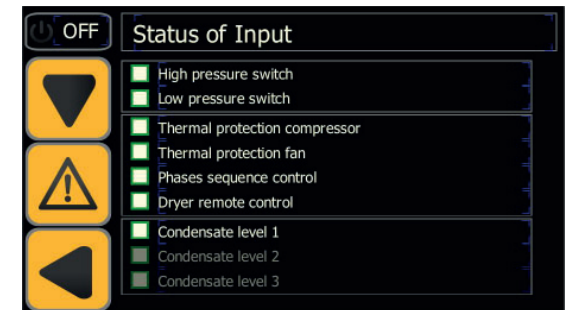 OFF
Status of Input
High pressure switch
Low pressure switch
Thermal protection compressor
Thermal protection fan
Phases sequence control
Dryer remote control
Condensate level 1
Condensate level 2
Condensate level 3